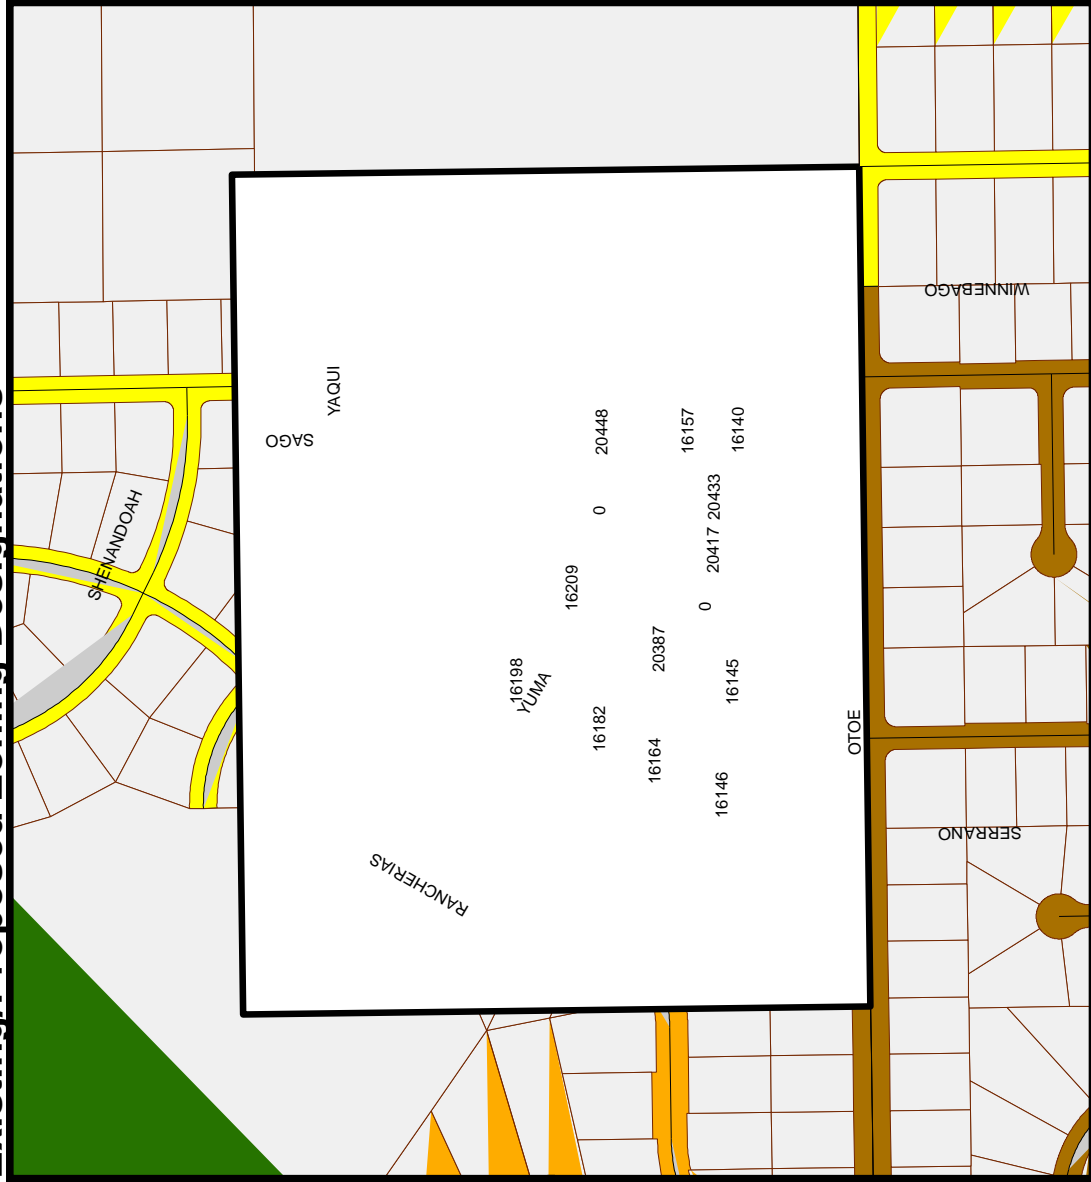 SHENANDOAH
YAQUI
SAGO
WINNEBAGO
20448
16157
16140
0
20433
20417
16209
0
20387
16198
YUMA
16145
16182
OTOE
16164
16146
SERRANO
RANCHERIAS